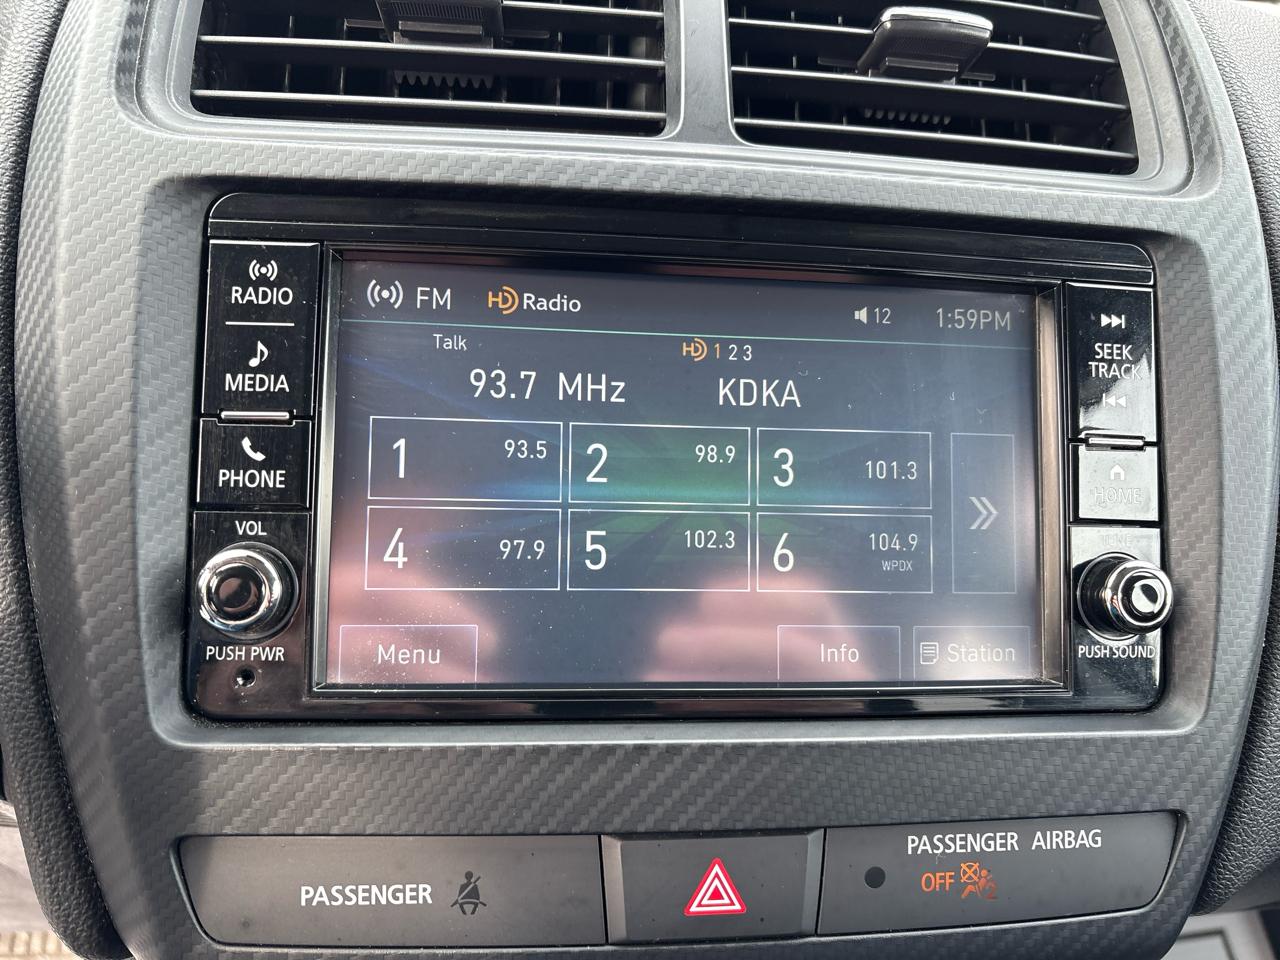 RADIO
MEDIA
PHONE
VOL
PUSH PWR
FM HD Radio 12 1:59PM
Talk HD 1 2 3
93.7 MHz KDKA
1 93.5 2 98.9 3 101.3
4 97.9 5 102.3 6 104.9
WPDX
Menu Info Station
SEEK
TRACK
HOME
TUNE
PUSH SOUND
PASSENGER
PASSENGER AIRBAG
OFF